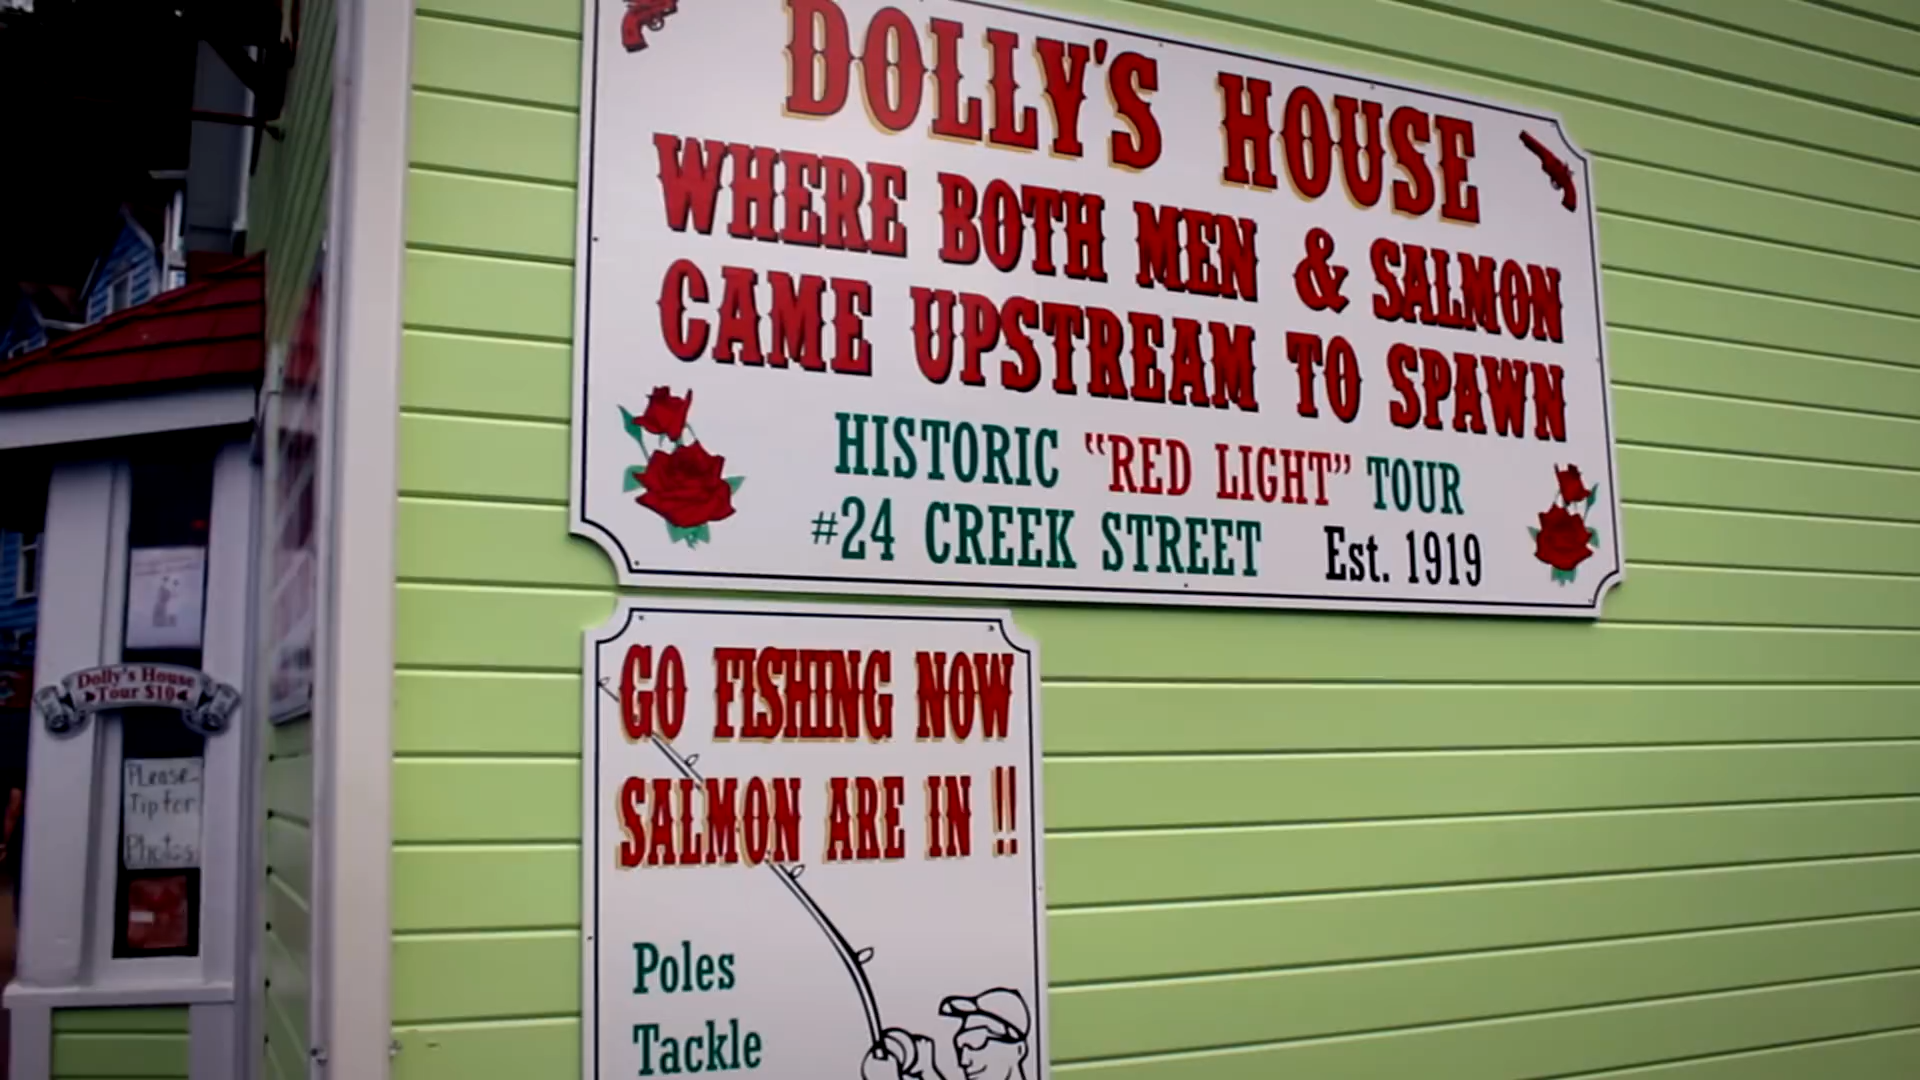 DOLLY'S HOUSE
WHERE BOTH MEN & SALMON
CAME UPSTREAM TO SPAWN
HISTORIC "RED LIGHT" TOUR
#24 CREEK STREET Est. 1919
GO FISHING NOW
SALMON ARE IN !!
Poles
Tackle
Dolly's House
Tour $10
PLease
Tip for
Photos